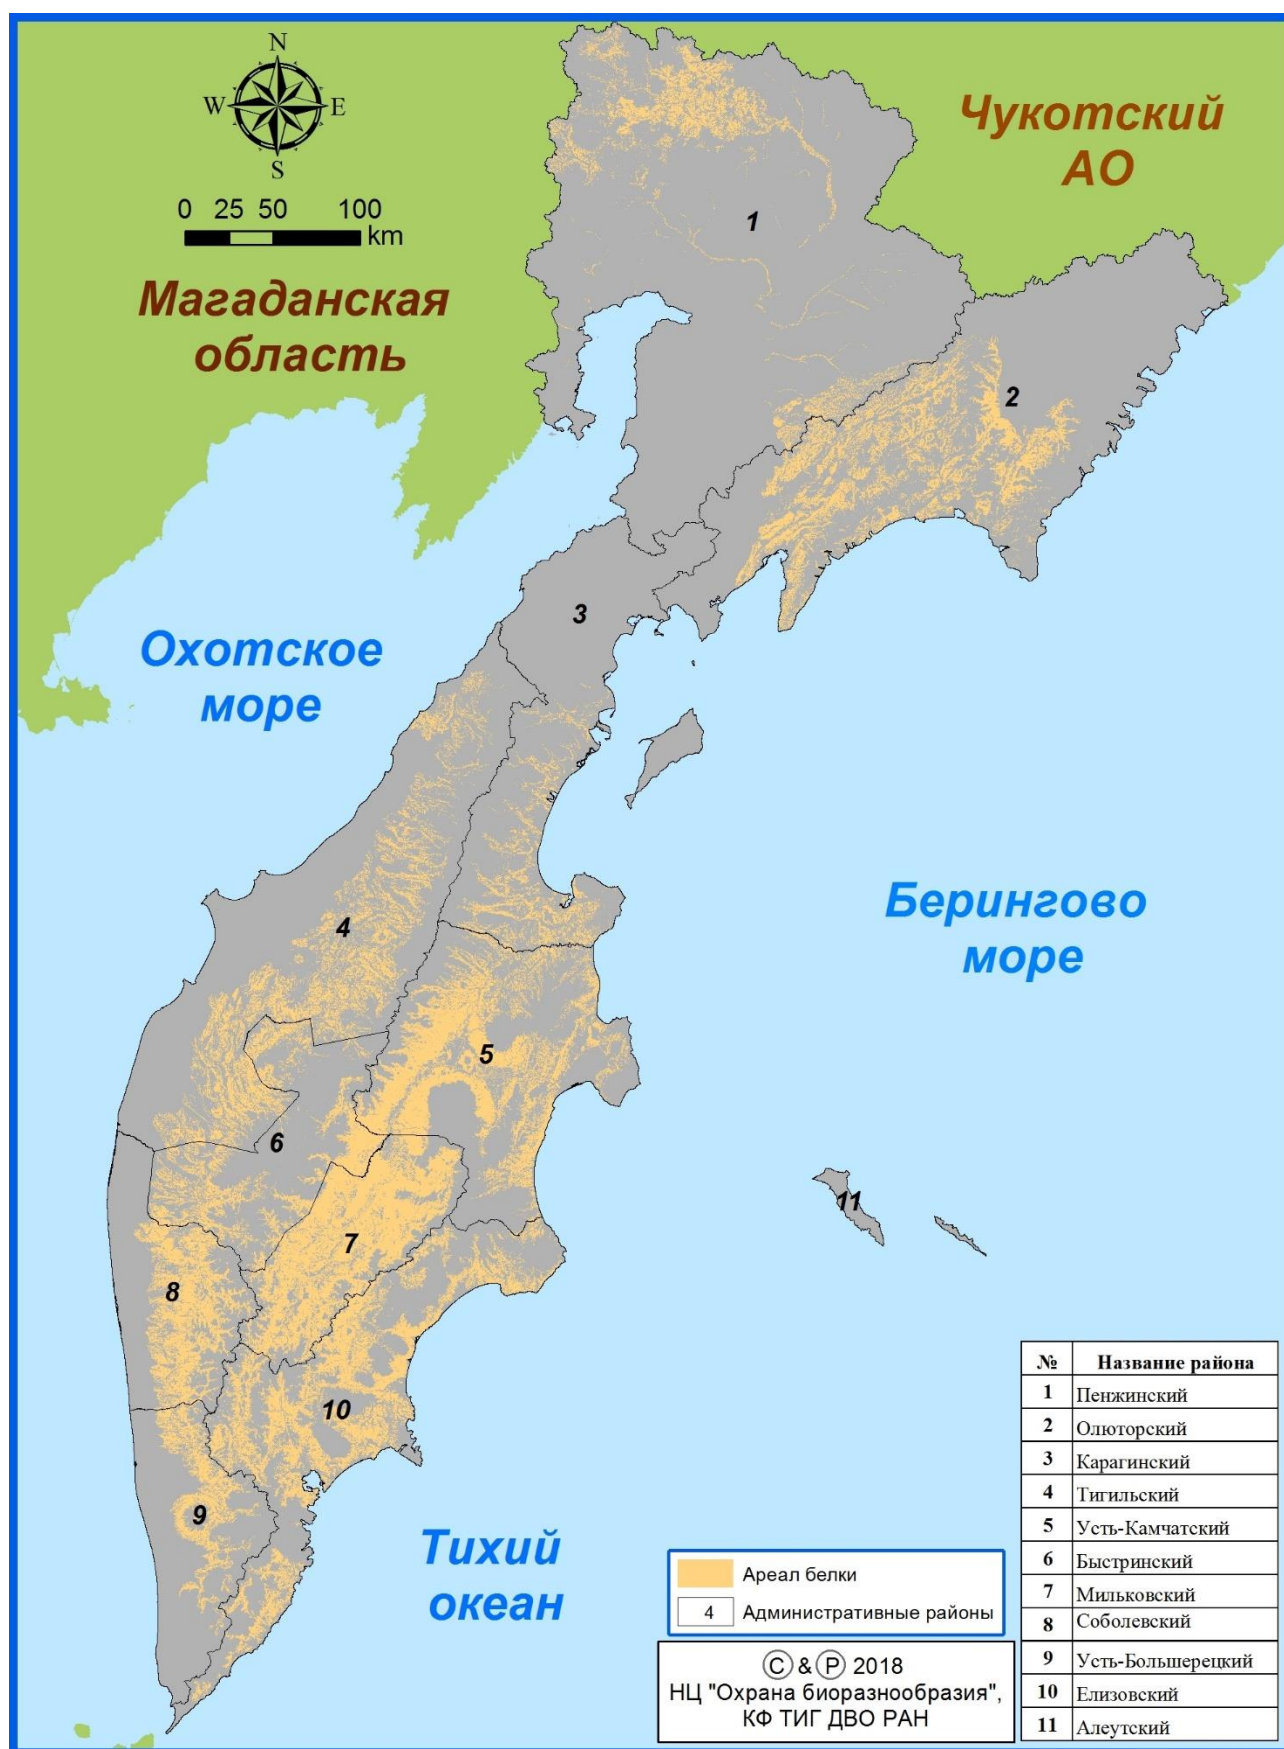 N
W E
S
0 25 50 100
km
Чукотский
АО
Магаданская
область
1
2
3
Охотское
море
4
Берингово
море
5
6
7
8
9
10
11
Тихий
океан
Ареал белки
4 Административные районы
© & Ⓟ 2018
НЦ "Охрана биоразнообразия",
КФ ТИГ ДВО РАН
№ Название района
1 Пенжинский
2 Олюторский
3 Карагинский
4 Тигильский
5 Усть-Камчатский
6 Быстринский
7 Мильковский
8 Соболевский
9 Усть-Большерецкий
10 Елизовский
11 Алеутский